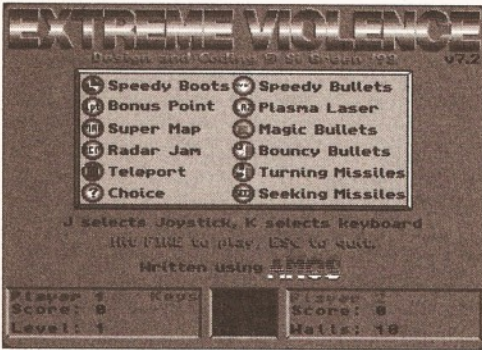 EXTREME VIOLENCE
Design and Coding © Si Green '93
v7.2
Speedy Boots
Speedy Bullets
Bonus Point
Plasma Laser
Super Map
Magic Bullets
Radar Jam
Bouncy Bullets
Teleport
Turning Missiles
? Choice
Seeking Missiles
J selects Joystick, K selects keyboard
Hit FIRE to play, ESC to quit.
Written using AMOS
Player 1 Keys
Score: 0
Level: 1
Player 2
Score: 0
Walls: 10